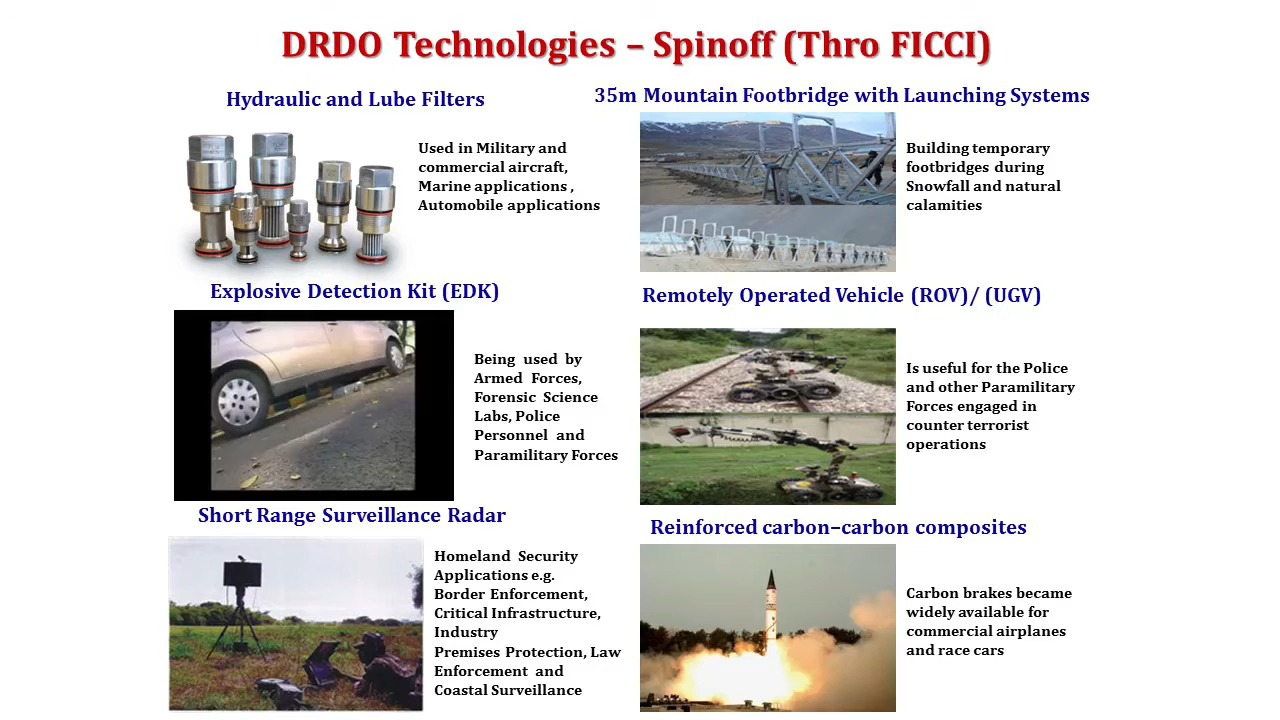 DRDO Technologies – Spinoff (Thro FICCI)
Hydraulic and Lube Filters
Used in Military and
commercial aircraft,
Marine applications ,
Automobile applications
35m Mountain Footbridge with Launching Systems
Building temporary
footbridges during
Snowfall and natural
calamities
Explosive Detection Kit (EDK)
Being used by
Armed Forces,
Forensic Science
Labs, Police
Personnel and
Paramilitary Forces
Remotely Operated Vehicle (ROV)/ (UGV)
Is useful for the Police
and other Paramilitary
Forces engaged in
counter terrorist
operations
Short Range Surveillance Radar
Homeland Security
Applications e.g.
Border Enforcement,
Critical Infrastructure,
Industry
Premises Protection, Law
Enforcement and
Coastal Surveillance
Reinforced carbon–carbon composites
Carbon brakes became
widely available for
commercial airplanes
and race cars